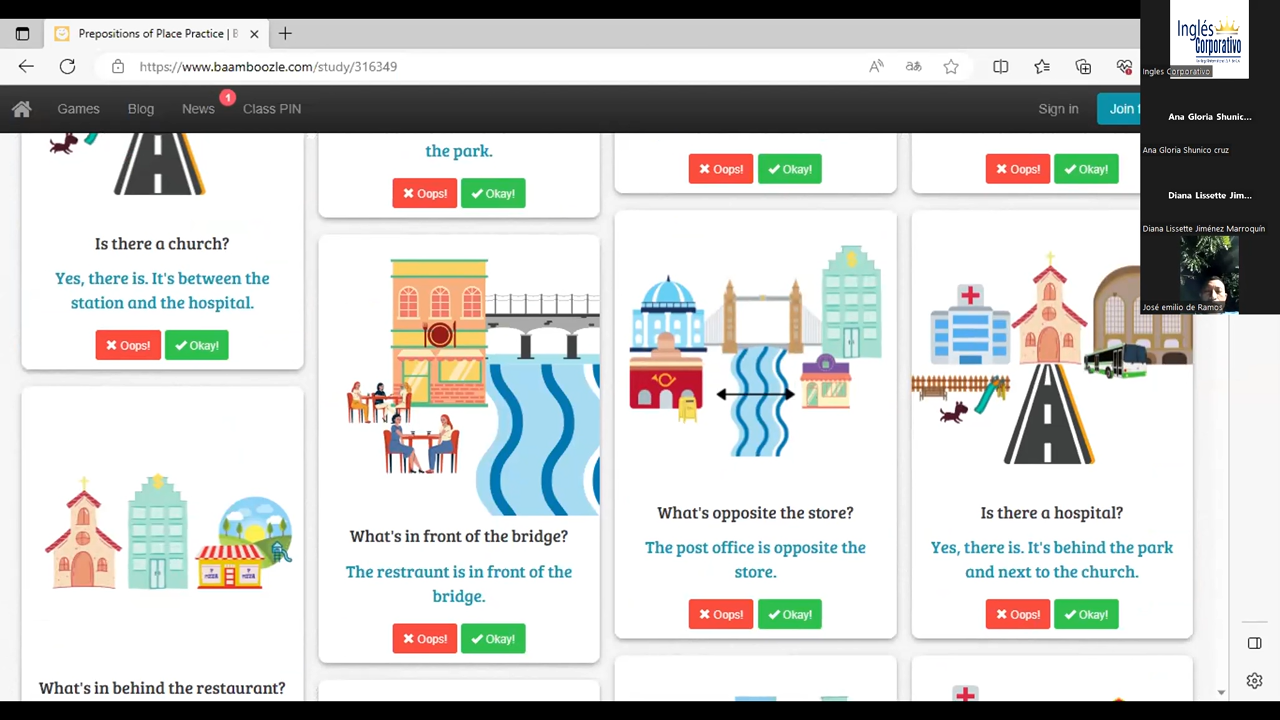 Prepositions of Place Practice | B
https://www.baamboozle.com/study/316349
Games
Blog
News
1
Class PIN
Sign in
Join f
Inglés
Corporativo
Ingles Corporativo
Ana Gloria Shunic...
Ana Gloria Shunico cruz
Diana Lissette Jim...
Diana Lissette Jiménez Marroquín
José emilio de Ramos
Is there a church?
Yes, there is. It's between the
station and the hospital.
Oops!
Okay!
What's in behind the restaurant?
the park.
Oops!
Okay!
What's in front of the bridge?
The restraunt is in front of the
bridge.
Oops!
Okay!
Oops!
Okay!
What's opposite the store?
The post office is opposite the
store.
Oops!
Okay!
Oops!
Okay!
Is there a hospital?
Yes, there is. It's behind the park
and next to the church.
Oops!
Okay!